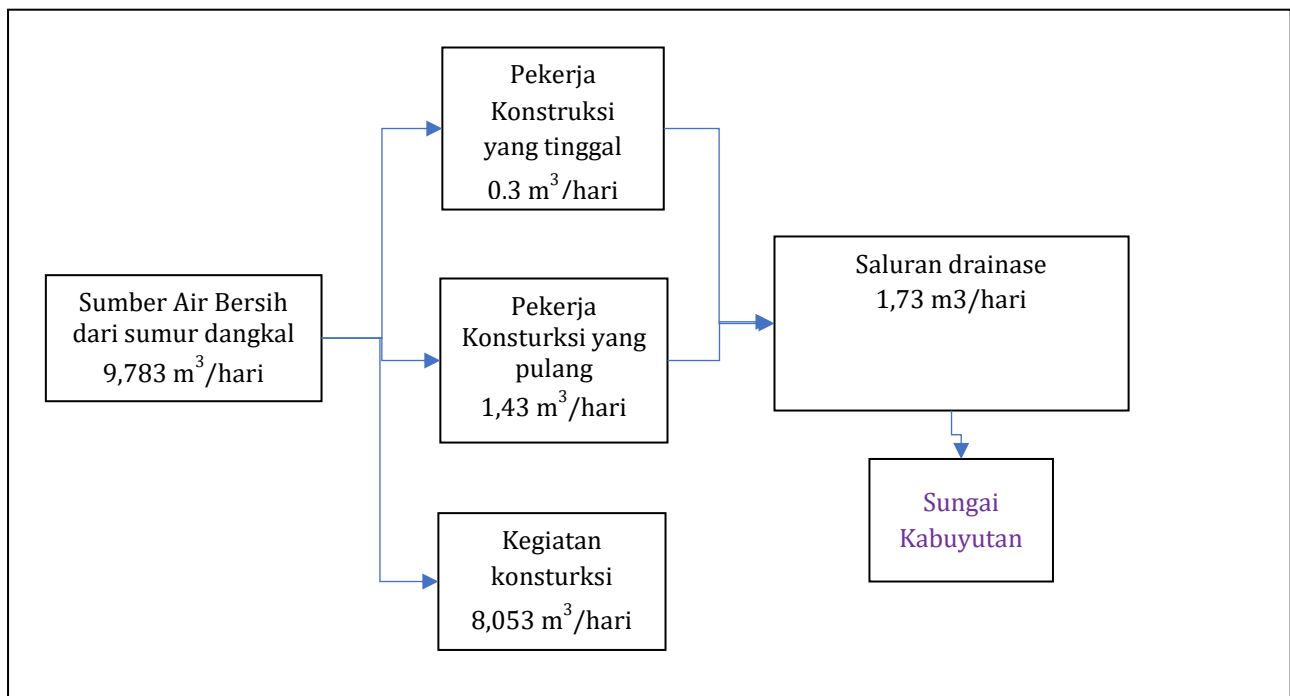 Pekerja
Konstruksi
yang tinggal
0.3 m³/hari
Sumber Air Bersih
dari sumur dangkal
9,783 m³/hari
Pekerja
Konsturksi yang
pulang
1,43 m³/hari
Kegiatan
konsturksi
8,053 m³/hari
Saluran drainase
1,73 m3/hari
Sungai
Kabuyutan